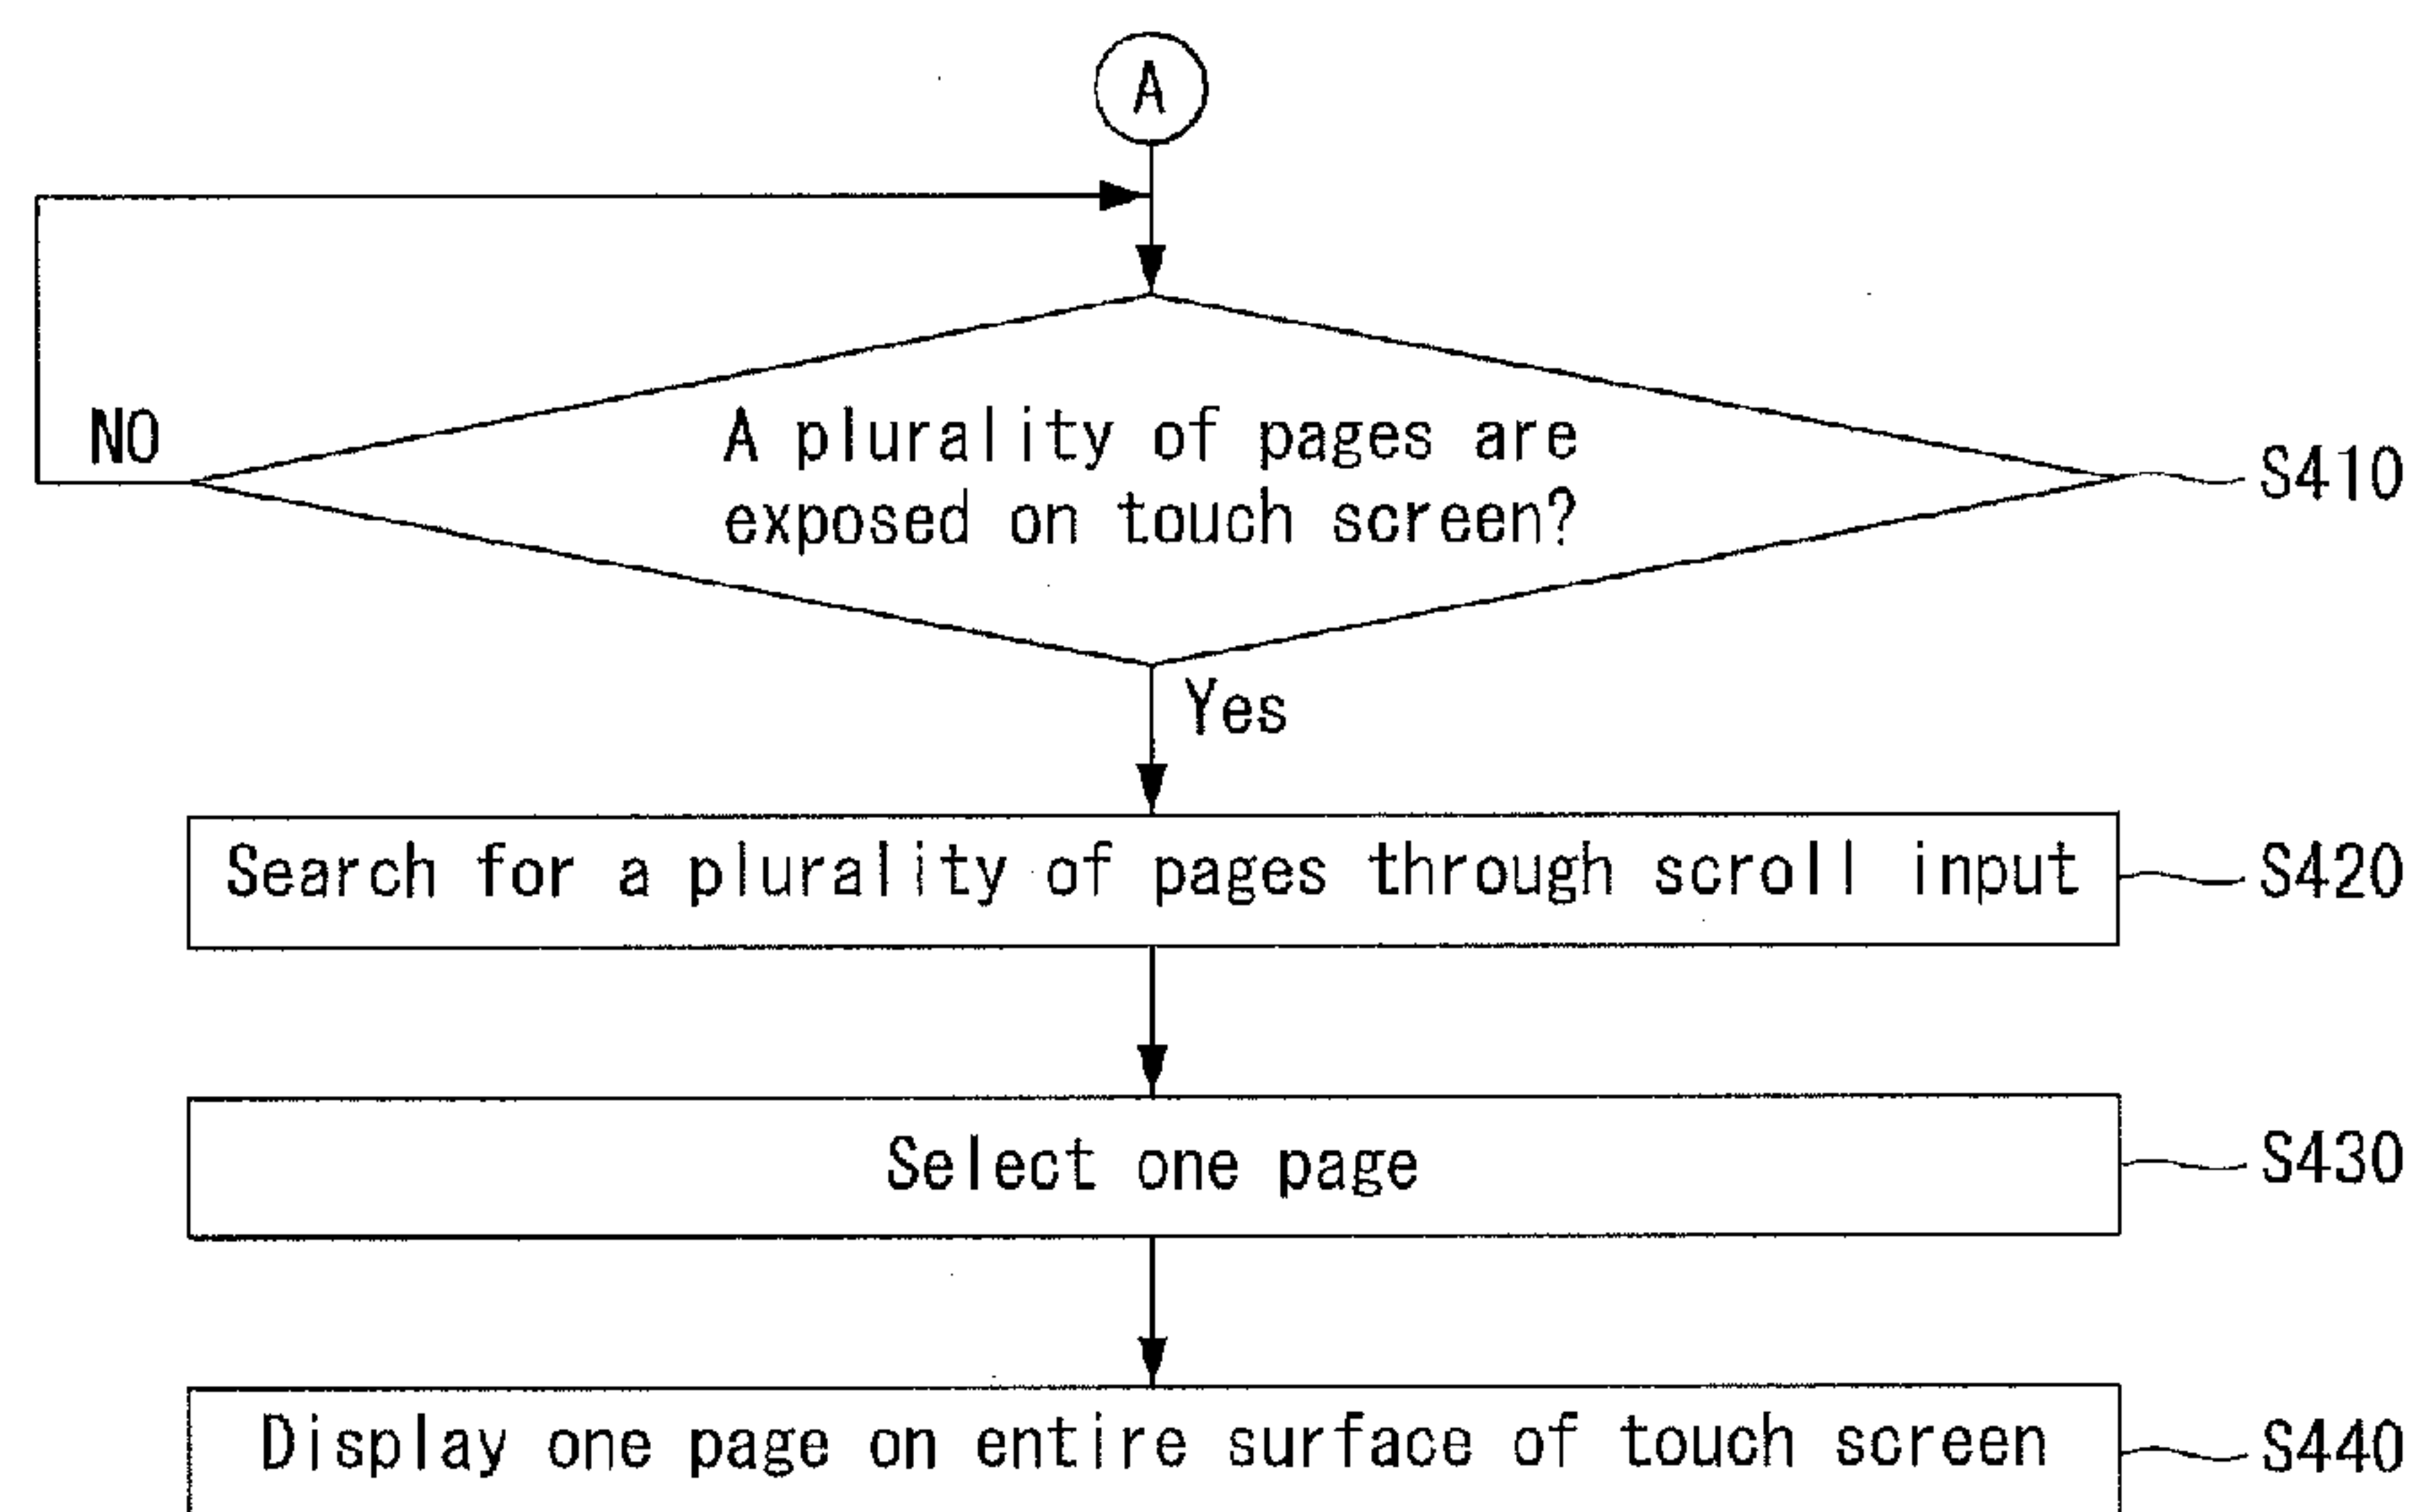 A
NO
A plurality of pages are
exposed on touch screen?
S410
Yes
Search for a plurality of pages through scroll input
S420
Select one page
S430
Display one page on entire surface of touch screen
S440